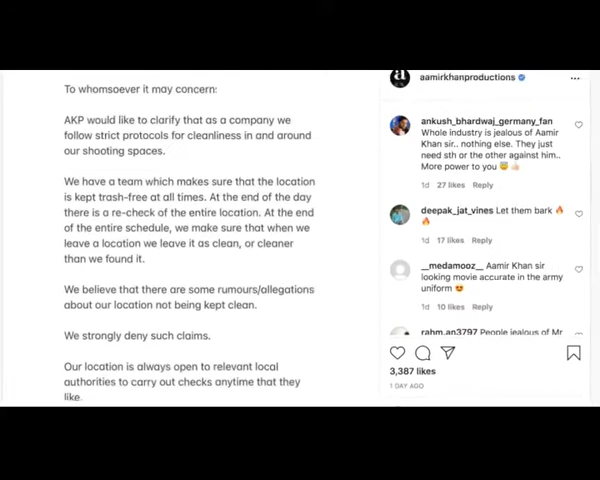 To whomsoever it may concern:
AKP would like to clarify that as a company we
follow strict protocols for cleanliness in and around
our shooting spaces.
We have a team which makes sure that the location
is kept trash-free at all times. At the end of the day
there is a re-check of the entire location. At the end
of the entire schedule, we make sure that when we
leave a location we leave it as clean, or cleaner
than we found it.
We believe that there are some rumours/allegations
about our location not being kept clean.
We strongly deny such claims.
Our location is always open to relevant local
authorities to carry out checks anytime that they
like.
a
aamirkhanproductions
ankush_bhardwaj_germany_fan
Whole industry is jealous of Aamir
Khan sir.. nothing else. They just
need sth or the other against him..
More power to you 😇👍🏻
1d 27 likes Reply
deepak_jat_vines Let them bark 🔥
🔥
1d 17 likes Reply
__medamooz__ Aamir Khan sir
looking movie accurate in the army
uniform 😍
1d 10 likes Reply
rahm.an3797 People jealous of Mr
3,387 likes
1 DAY AGO